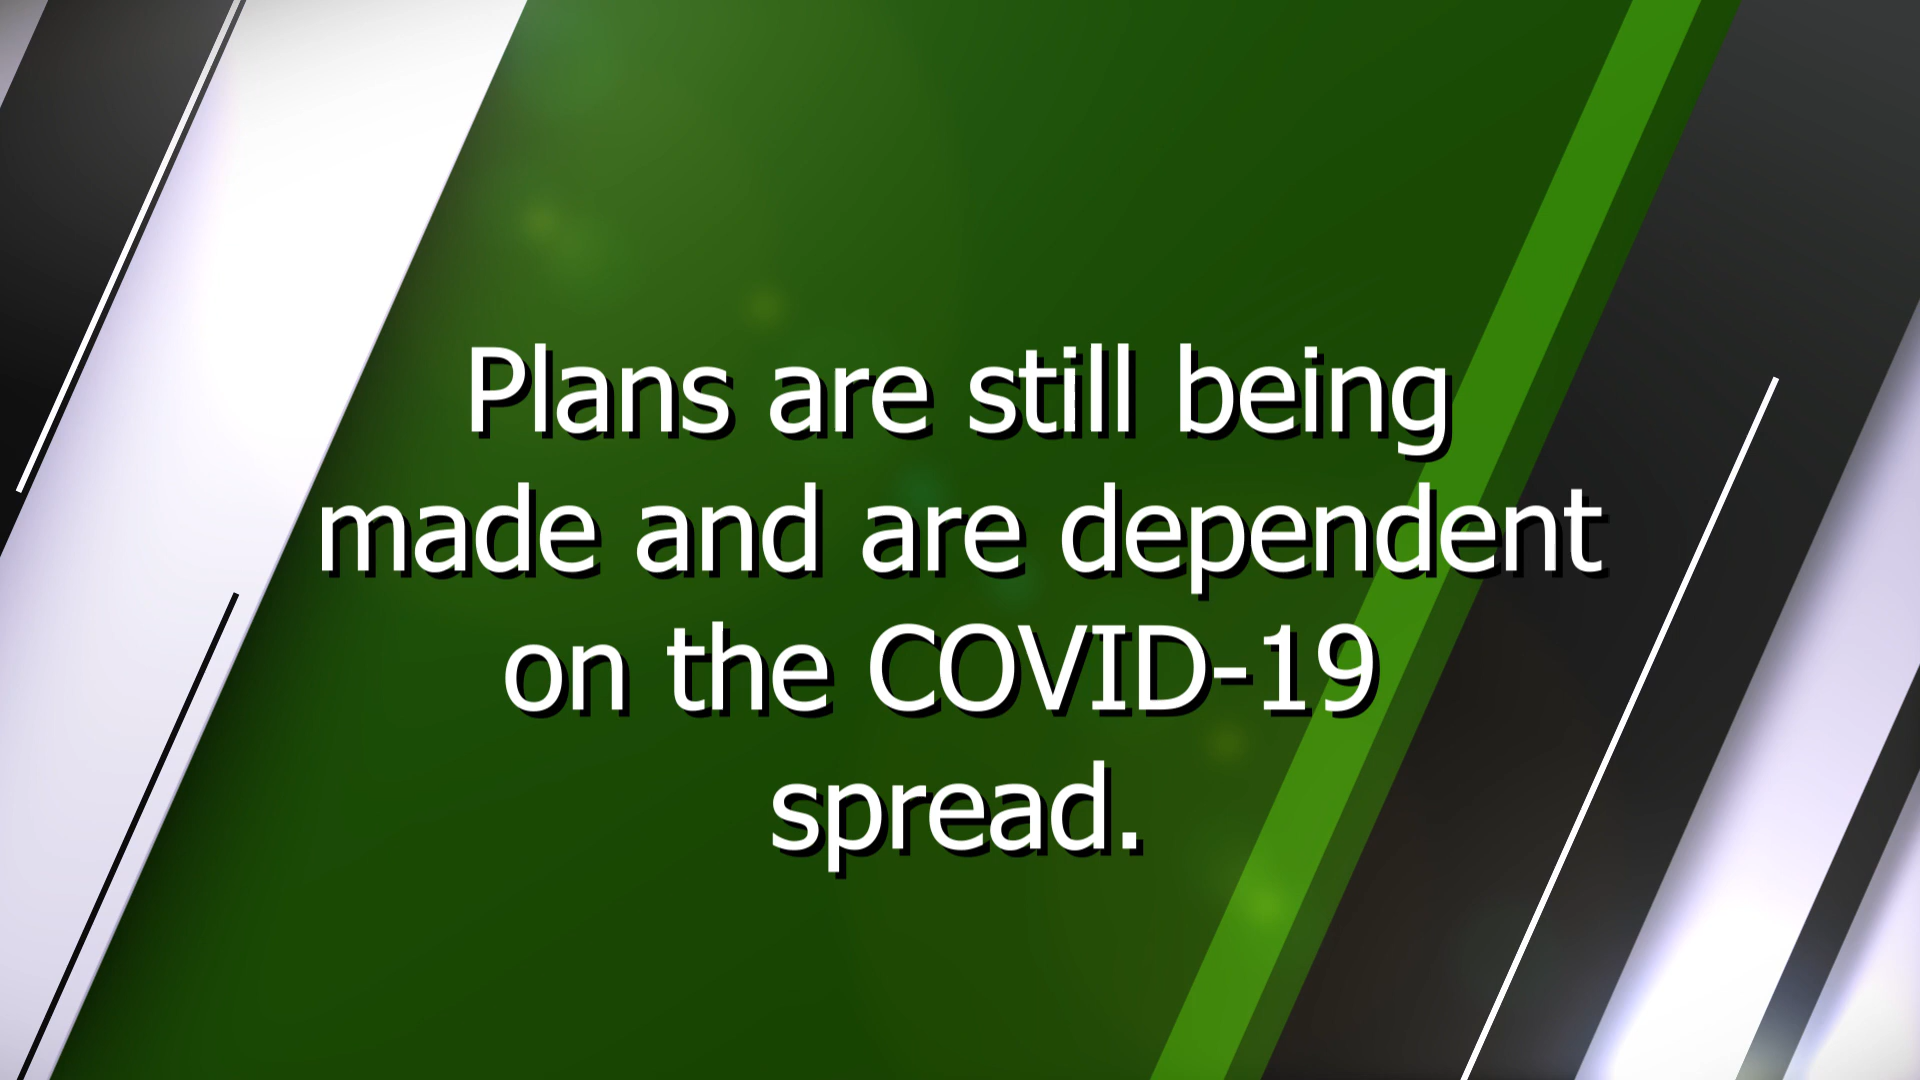 Plans are still being
made and are dependent
on the COVID-19
spread.